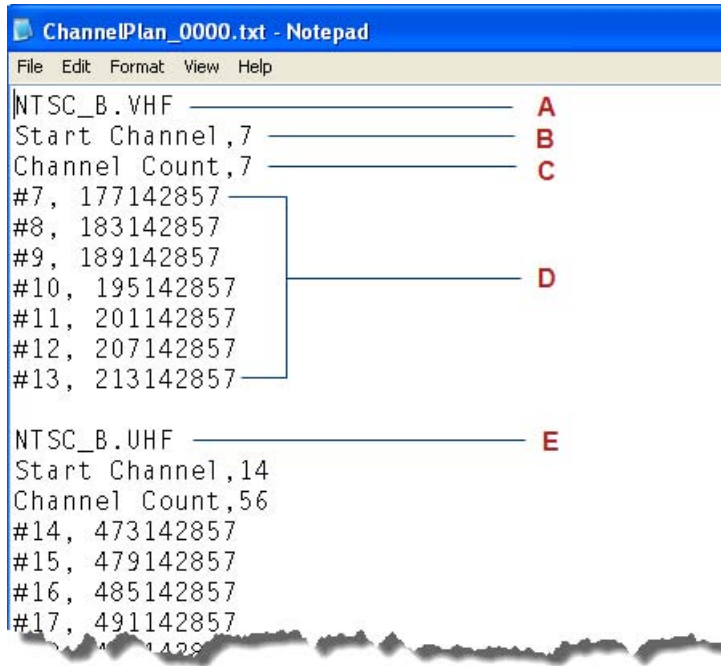 ChannelPlan_0000.txt - Notepad
File Edit Format View Help
NTSC_B.VHF A
Start Channel,7 B
Channel Count,7 C
#7, 177142857
#8, 183142857
#9, 189142857
#10, 195142857 D
#11, 201142857
#12, 207142857
#13, 213142857
NTSC_B.UHF E
Start Channel,14
Channel Count,56
#14, 473142857
#15, 479142857
#16, 485142857
#17, 491142857